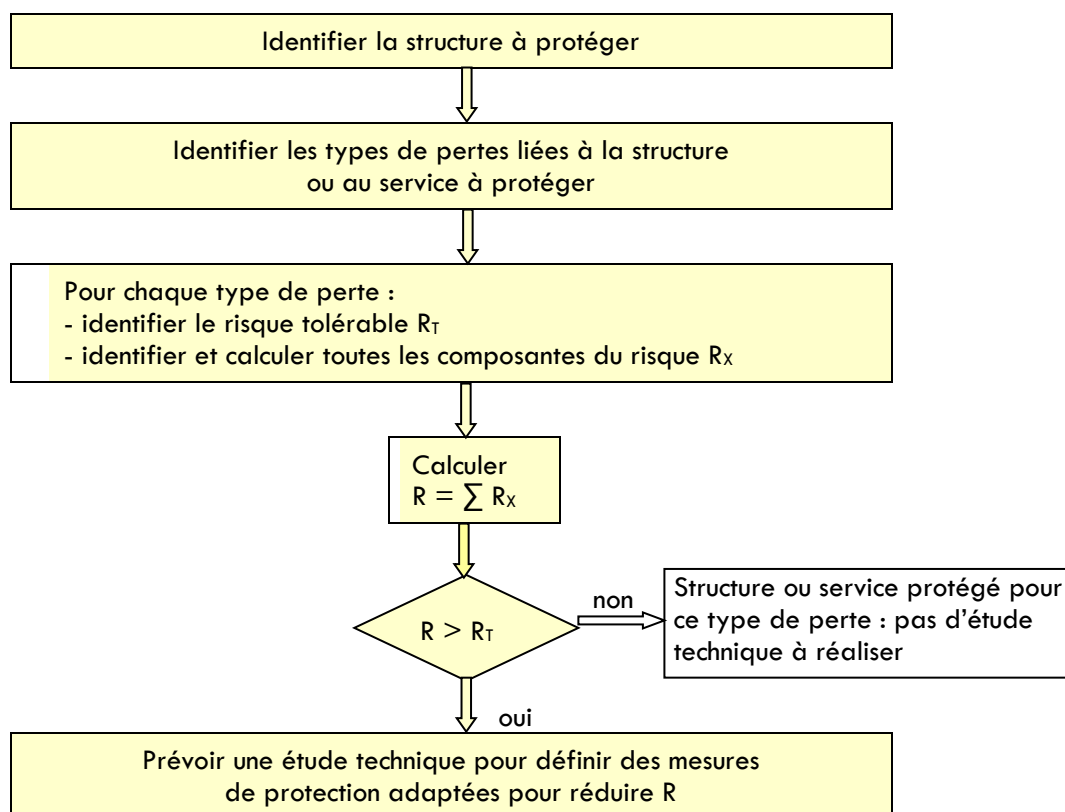 Identifier la structure à protéger
Identifier les types de pertes liées à la structure
ou au service à protéger
Pour chaque type de perte :
- identifier le risque tolérable RT
- identifier et calculer toutes les composantes du risque RX
Calculer
R = ∑ RX
R > RT
non
Structure ou service protégé pour
ce type de perte : pas d’étude
technique à réaliser
oui
Prévoir une étude technique pour définir des mesures
de protection adaptées pour réduire R